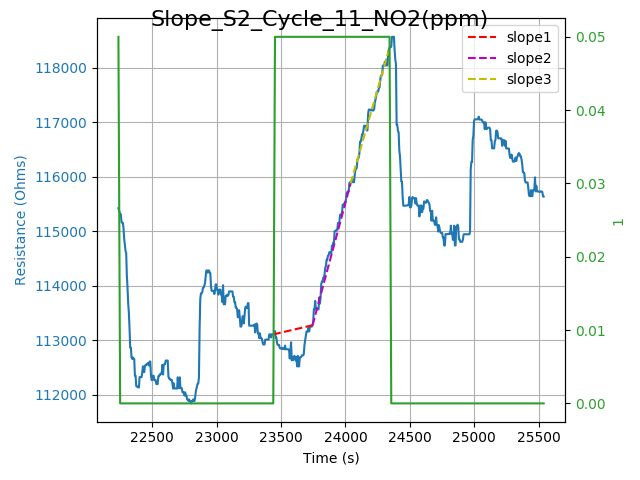 Slope_S2_Cycle_11_NO2(ppm)
slope1
slope2
slope3
118000
117000
116000
115000
114000
113000
112000
Resistance (Ohms)
0.05
0.04
0.03
0.02
0.01
0.00
1
22500 23000 23500 24000 24500 25000 25500
Time (s)